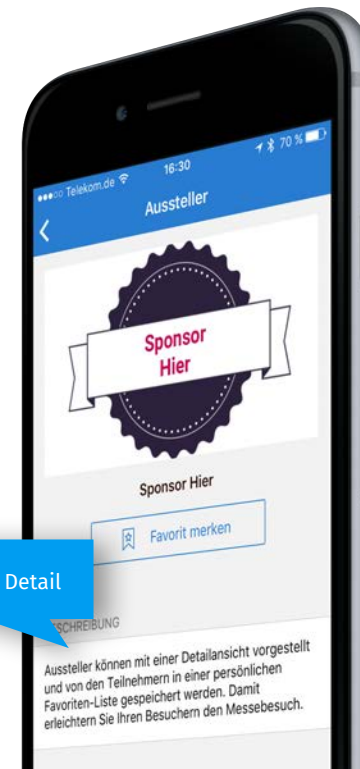 Telekom.de
16:30
70 %
Aussteller
Sponsor
Hier
Sponsor Hier
Favorit merken
Detail
SCHREIBUNG
Aussteller können mit einer Detailansicht vorgestellt
und von den Teilnehmern in einer persönlichen
Favoriten-Liste gespeichert werden. Damit
erleichtern Sie Ihren Besuchern den Messebesuch.